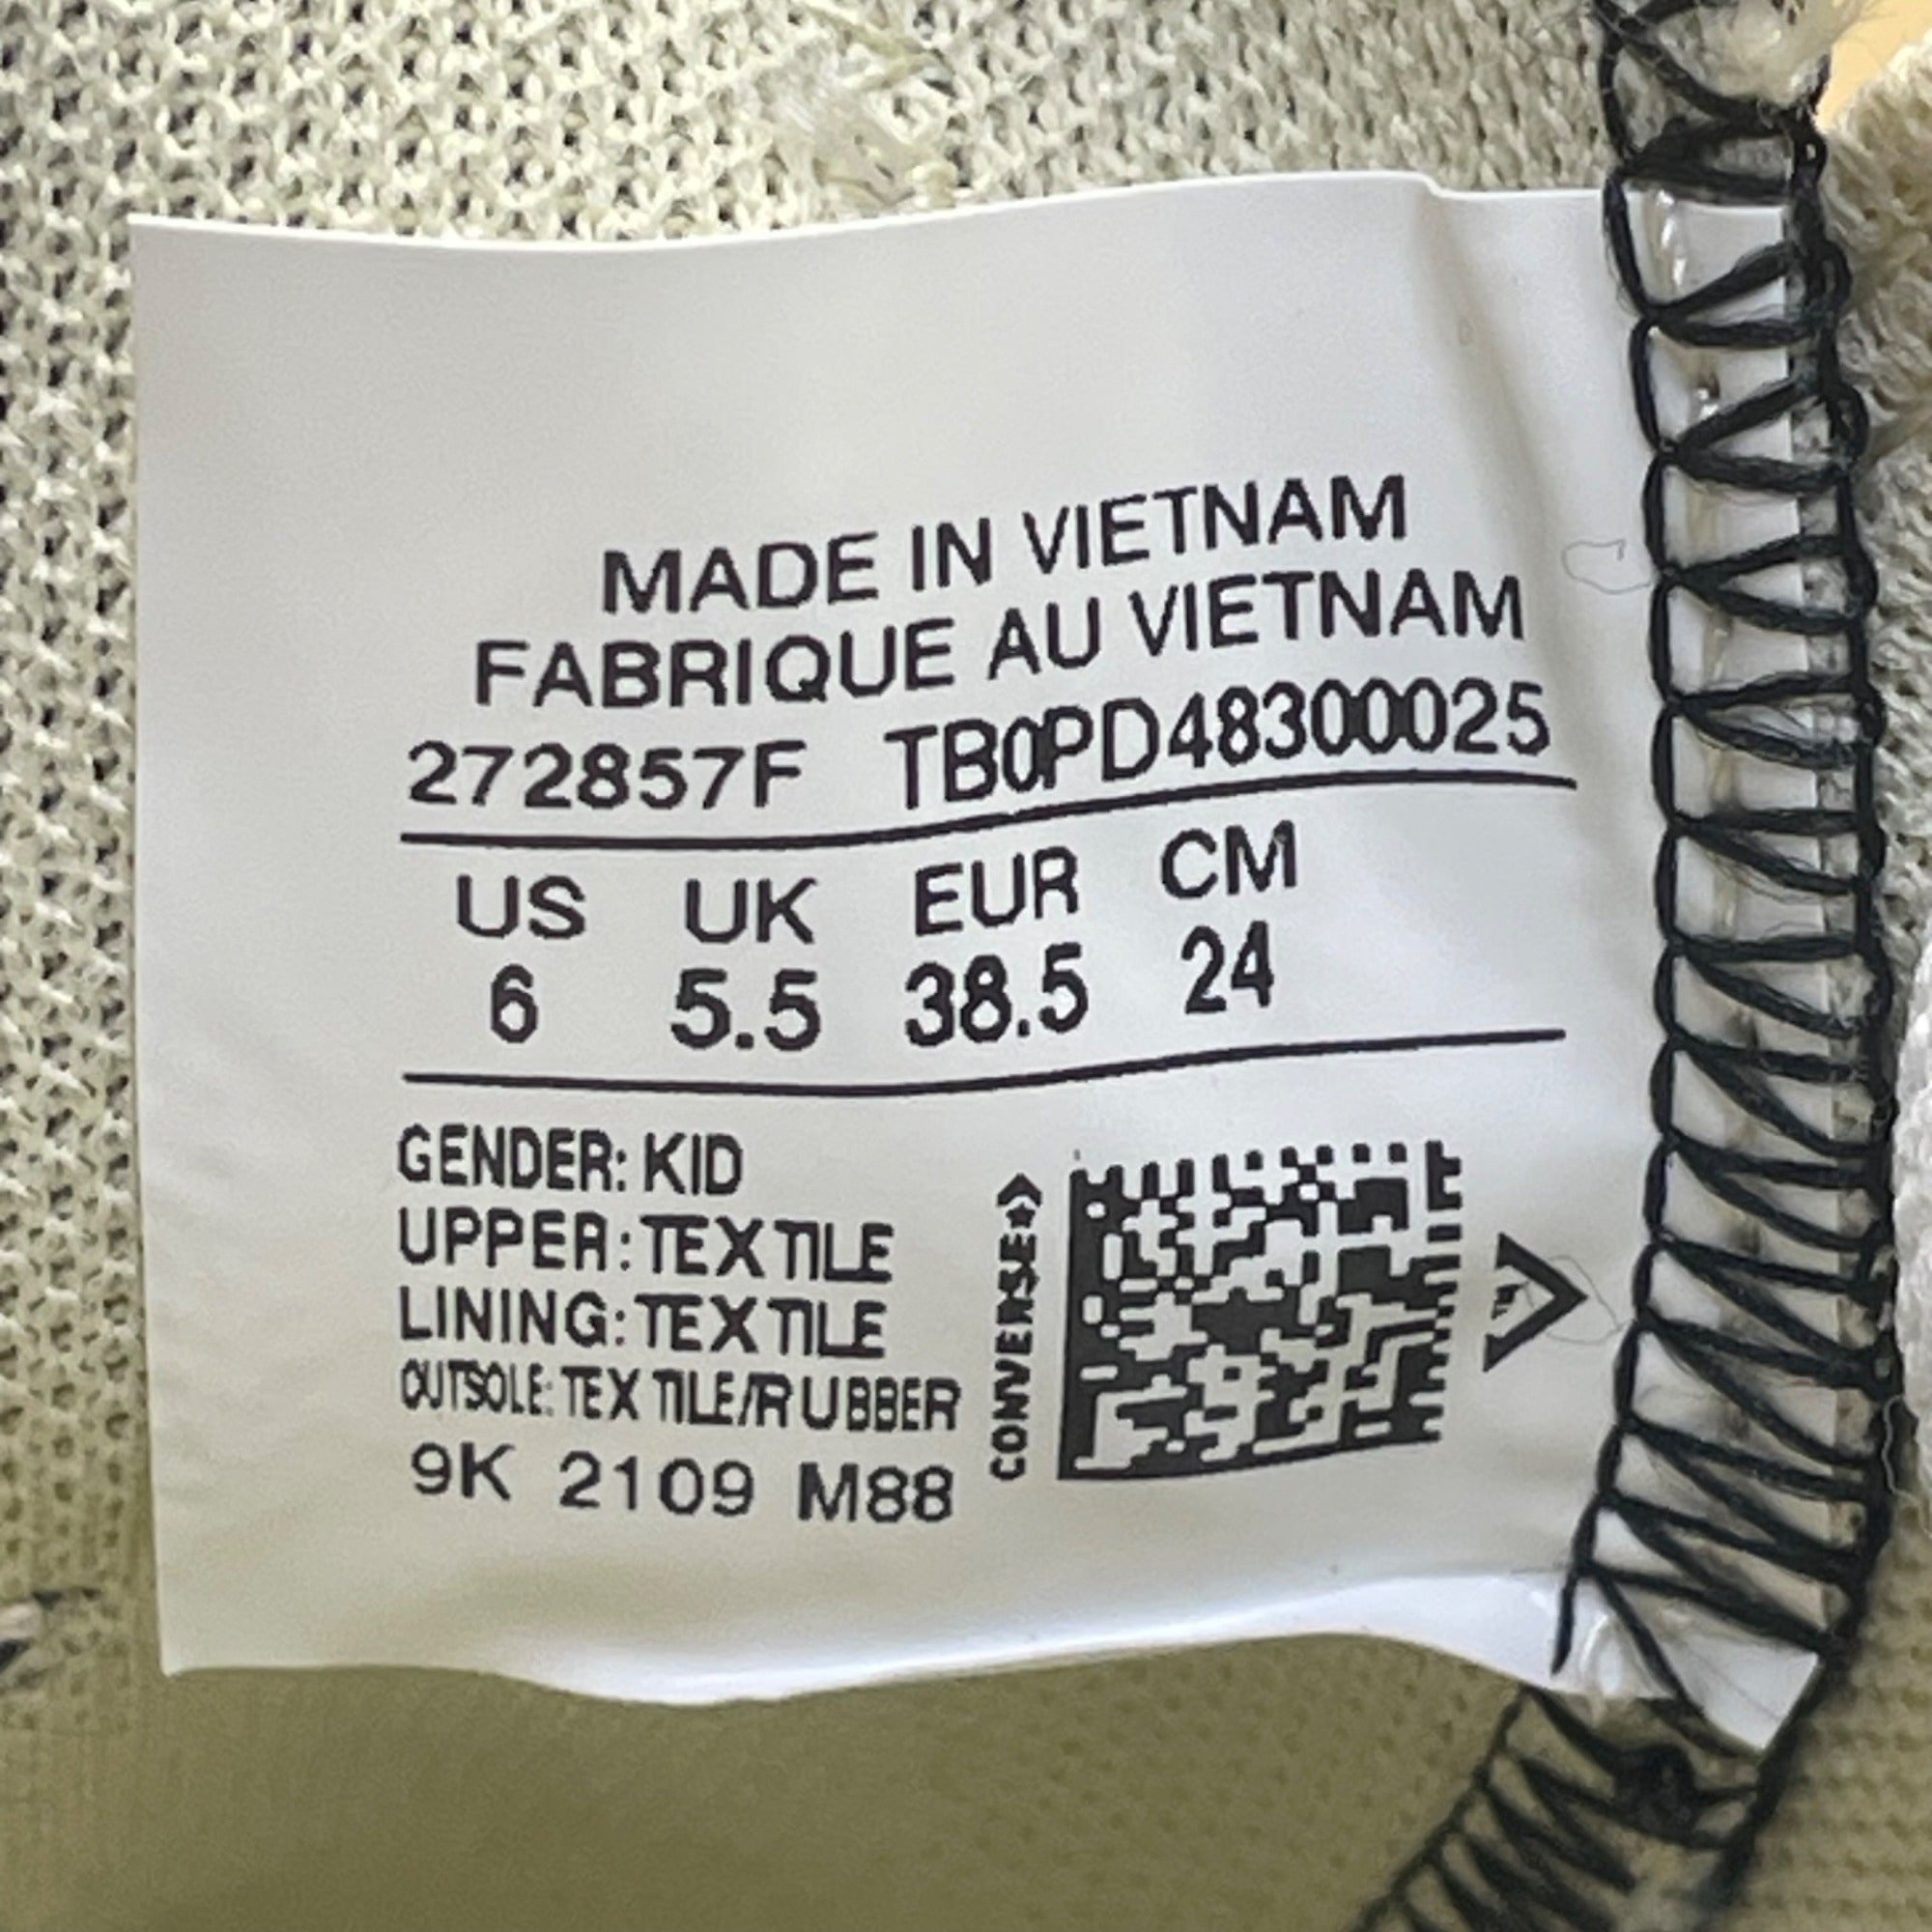 MADE IN VIETNAM
FABRIQUE AU VIETNAM
272857F TB0PD48300025
US UK EUR CM
6 5.5 38.5 24
GENDER: KID
UPPER: TEXTILE
LINING: TEXTILE
OUTSOLE: TEXTILE/RUBBER
9K 2109 M88
CONVERSE